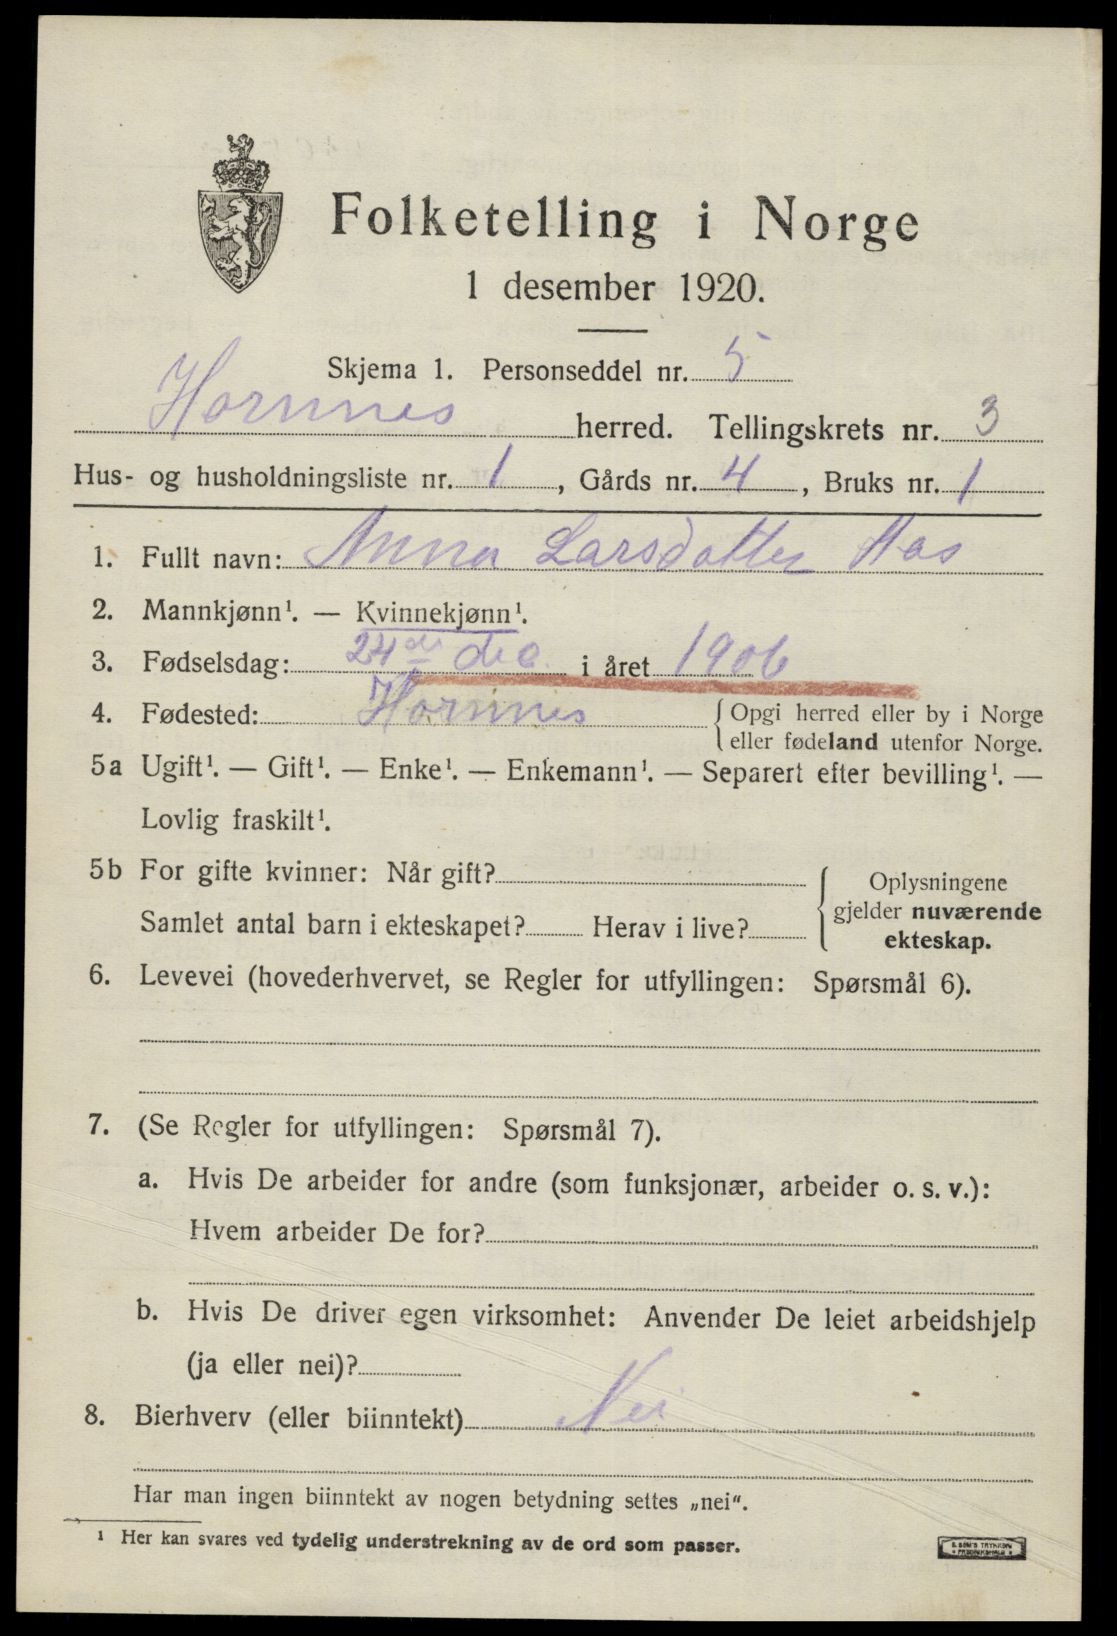 Folketelling i Norge
1 desember 1920.
Skjema 1. Personseddel nr. 5
Hornnes herred. Tellingskrets nr. 3
Hus- og husholdningsliste nr. 1, Gårds nr. 4, Bruks nr. 1
1. Fullt navn: Anna Larsdatter Aas
2. Mannkjønn¹. — Kvinnekjønn¹.
3. Fødselsdag: 24de dec. i året 1906
4. Fødested: Hornnes { Opgi herred eller by i Norge
eller fødeland utenfor Norge.
5a Ugift¹. — Gift¹. — Enke¹. — Enkemann¹. — Separert efter bevilling¹. —
Lovlig fraskilt¹.
5b For gifte kvinner: Når gift?
Samlet antal barn i ekteskapet? Herav i live?
Oplysningene
gjelder nuværende
ekteskap.
6. Levevei (hovederhvervet, se Regler for utfyllingen: Spørsmål 6).
7. (Se Regler for utfyllingen: Spørsmål 7).
a. Hvis De arbeider for andre (som funksjonær, arbeider o. s. v.):
Hvem arbeider De for?
b. Hvis De driver egen virksomhet: Anvender De leiet arbeidshjelp
(ja eller nei)?
8. Bierhverv (eller biinntekt) Nei
Har man ingen biinntekt av nogen betydning settes „nei“.
¹ Her kan svares ved tydelig understrekning av de ord som passer.